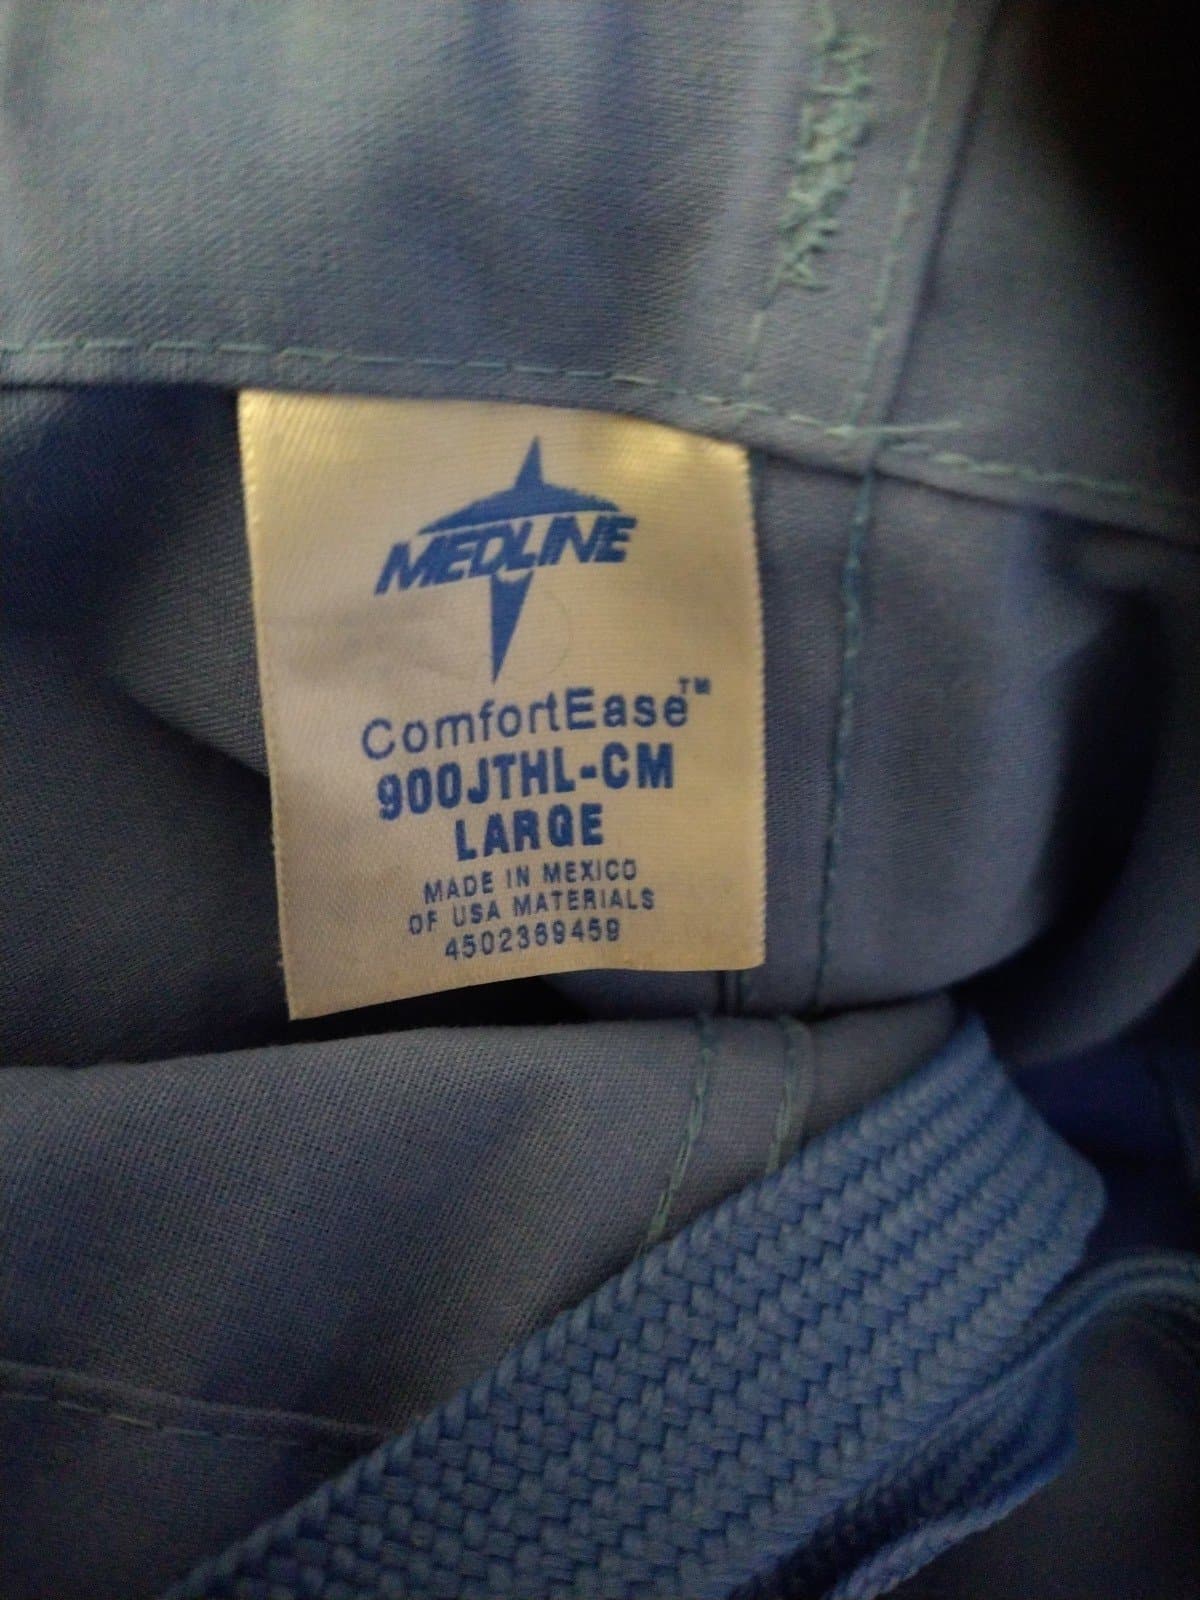 MEDLINE
ComfortEase™
900JTHL-CM
LARGE
MADE IN MEXICO
OF USA MATERIALS
4502369459